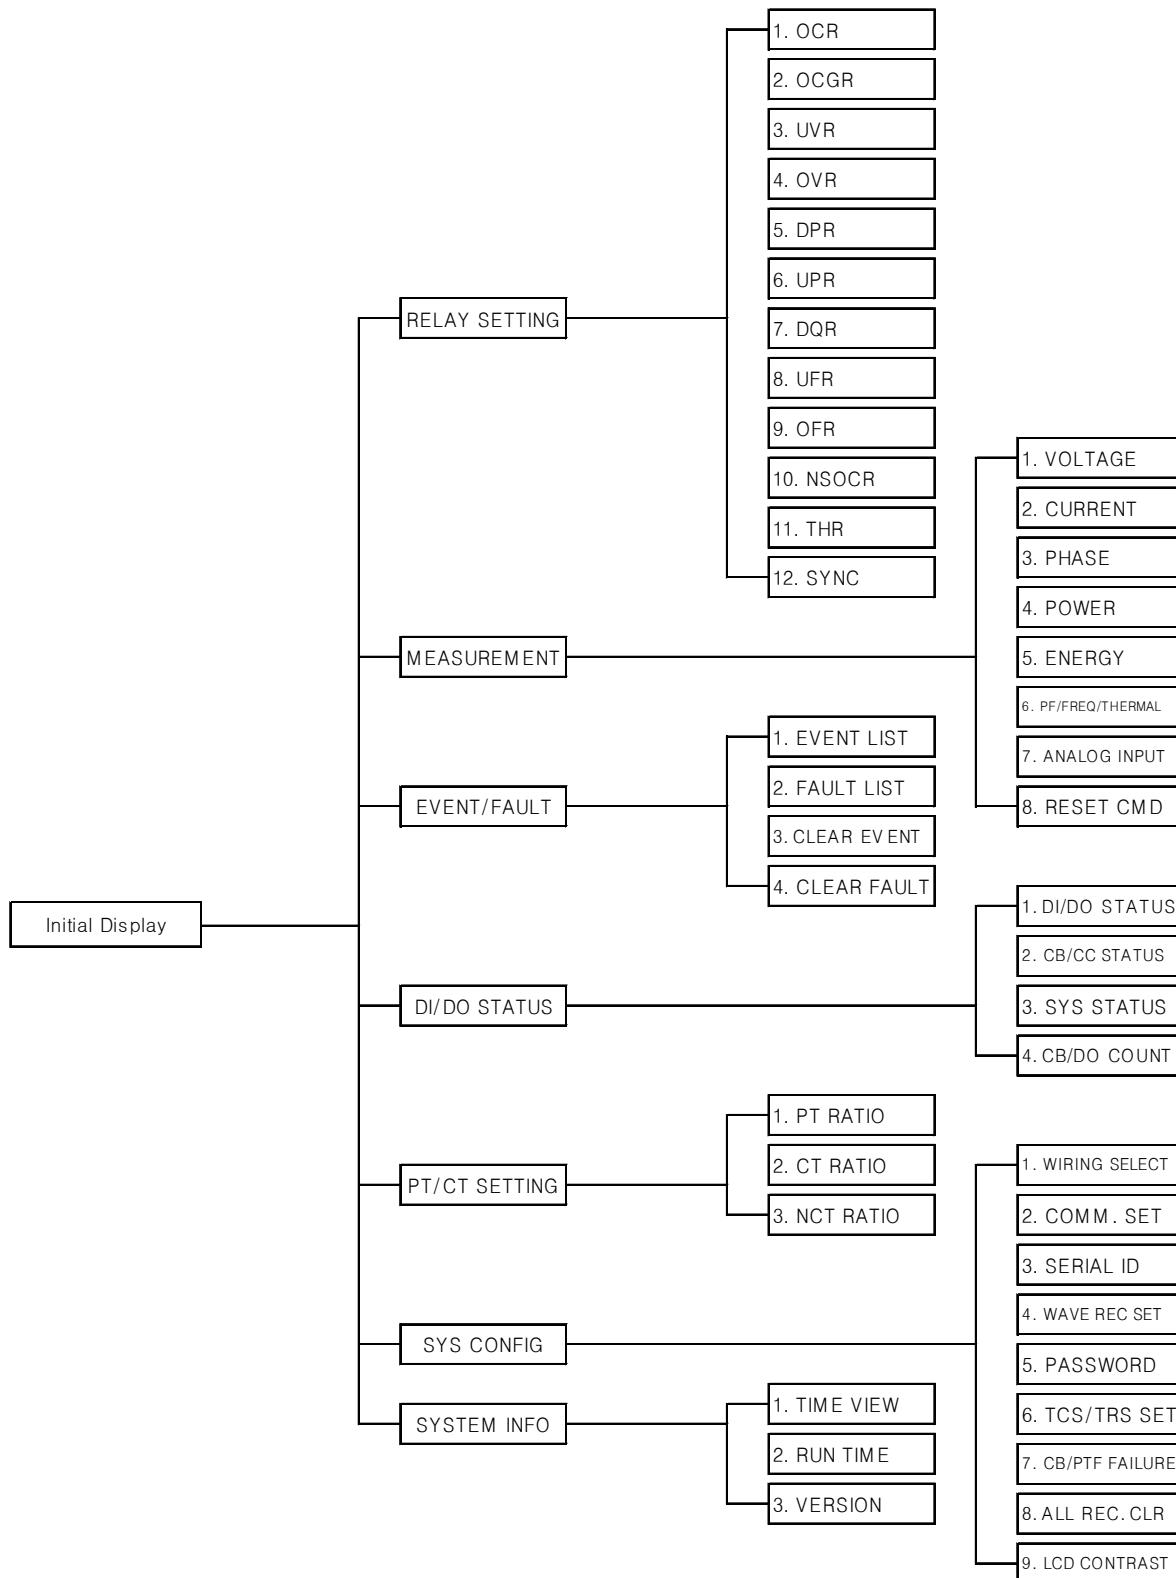 Initial Display
RELAY SETTING
1. OCR
2. OCGR
3. UVR
4. OVR
5. DPR
6. UPR
7. DQR
8. UFR
9. OFR
10. NSOCR
11. THR
12. SYNC
MEASUREMENT
1. VOLTAGE
2. CURRENT
3. PHASE
4. POWER
5. ENERGY
6. PF/FREQ/THERMAL
7. ANALOG INPUT
8. RESET CMD
EVENT/FAULT
1. EVENT LIST
2. FAULT LIST
3. CLEAR EVENT
4. CLEAR FAULT
DI/DO STATUS
1. DI/DO STATUS
2. CB/CC STATUS
3. SYS STATUS
4. CB/DO COUNT
PT/CT SETTING
1. PT RATIO
2. CT RATIO
3. NCT RATIO
SYS CONFIG
1. WIRING SELECT
2. COMM. SET
3. SERIAL ID
4. WAVE REC SET
5. PASSWORD
6. TCS/TRS SET
7. CB/PTF FAILURE
8. ALL REC. CLR
9. LCD CONTRAST
SYSTEM INFO
1. TIME VIEW
2. RUN TIME
3. VERSION